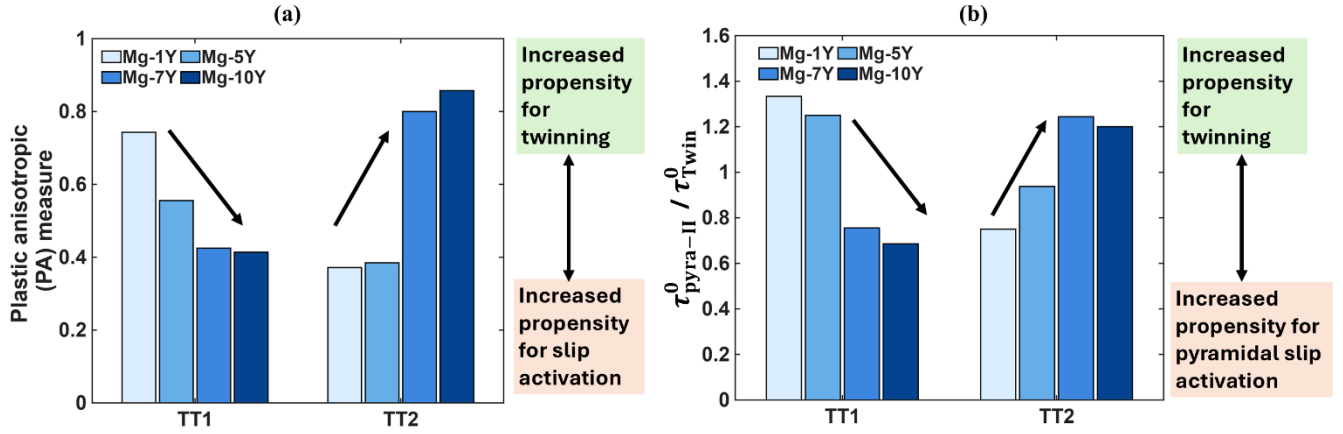 (a)
Plastic anisotropic
(PA) measure
1
0.8
0.6
0.4
0.2
0
Mg-1Y Mg-5Y
Mg-7Y Mg-10Y
TT1 TT2
Increased
propensity
for
twinning
Increased
propensity
for slip
activation
(b)
τ⁰pyra−II / τ⁰Twin
1.6
1.4
1.2
1
0.8
0.6
0.4
0.2
0
Mg-1Y Mg-5Y
Mg-7Y Mg-10Y
TT1 TT2
Increased
propensity
for
twinning
Increased
propensity for
pyramidal slip
activation